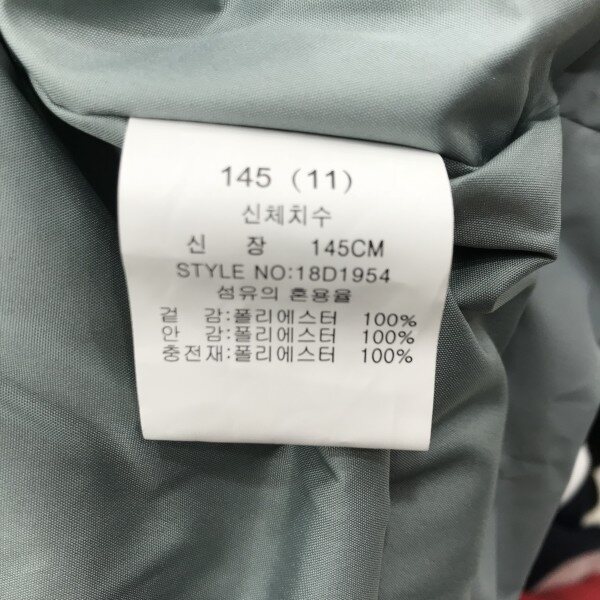 145 (11)
신체치수
신 장 145CM
STYLE NO:18D1954
섬유의 혼용율
겉 감:폴리에스터 100%
안 감:폴리에스터 100%
충전재:폴리에스터 100%